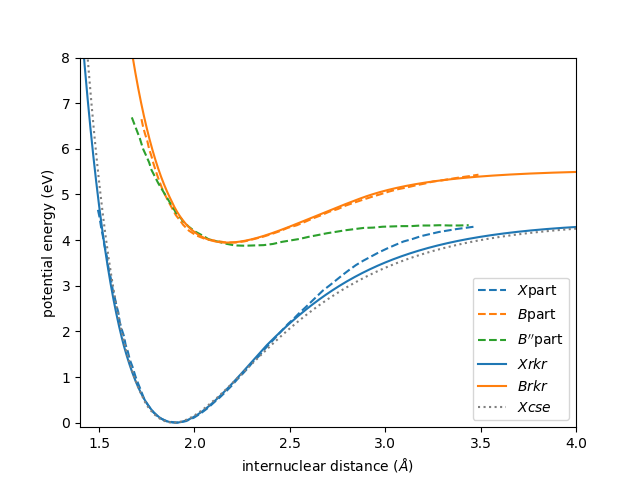 8
7
6
5
4
3
2
1
0
potential energy (eV)
1.5 2.0 2.5 3.0 3.5 4.0
internuclear distance (Å)
Xpart
Bpart
B''part
Xrkr
Brkr
Xcse